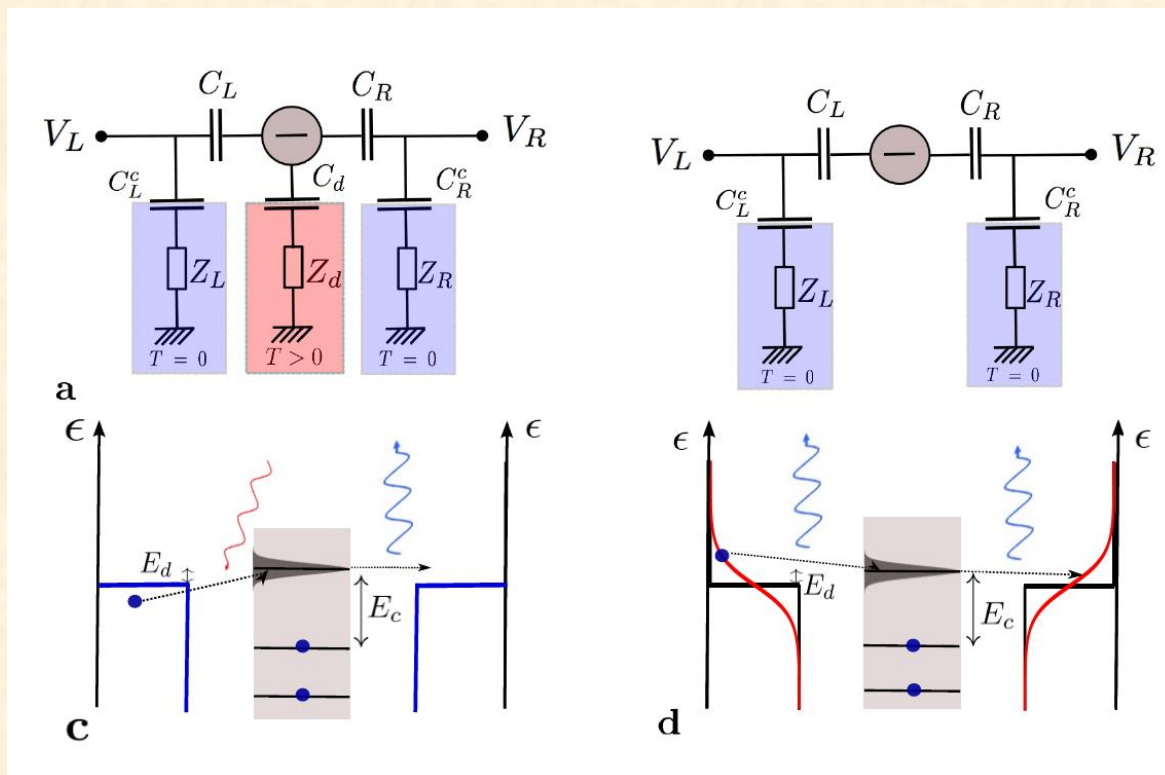 $C_L$ $C_R$
$V_L$ $V_R$
$C_L^c$ $C_d$ $C_R^c$
$Z_L$ $Z_d$ $Z_R$
T = 0 T > 0 T = 0
a
$C_L$ $C_R$
$V_L$ $V_R$
$C_L^c$ $C_R^c$
$Z_L$ $Z_R$
T = 0 T = 0
ϵ ϵ
$E_d$
$E_c$
c
ϵ ϵ
$E_d$
$E_c$
d